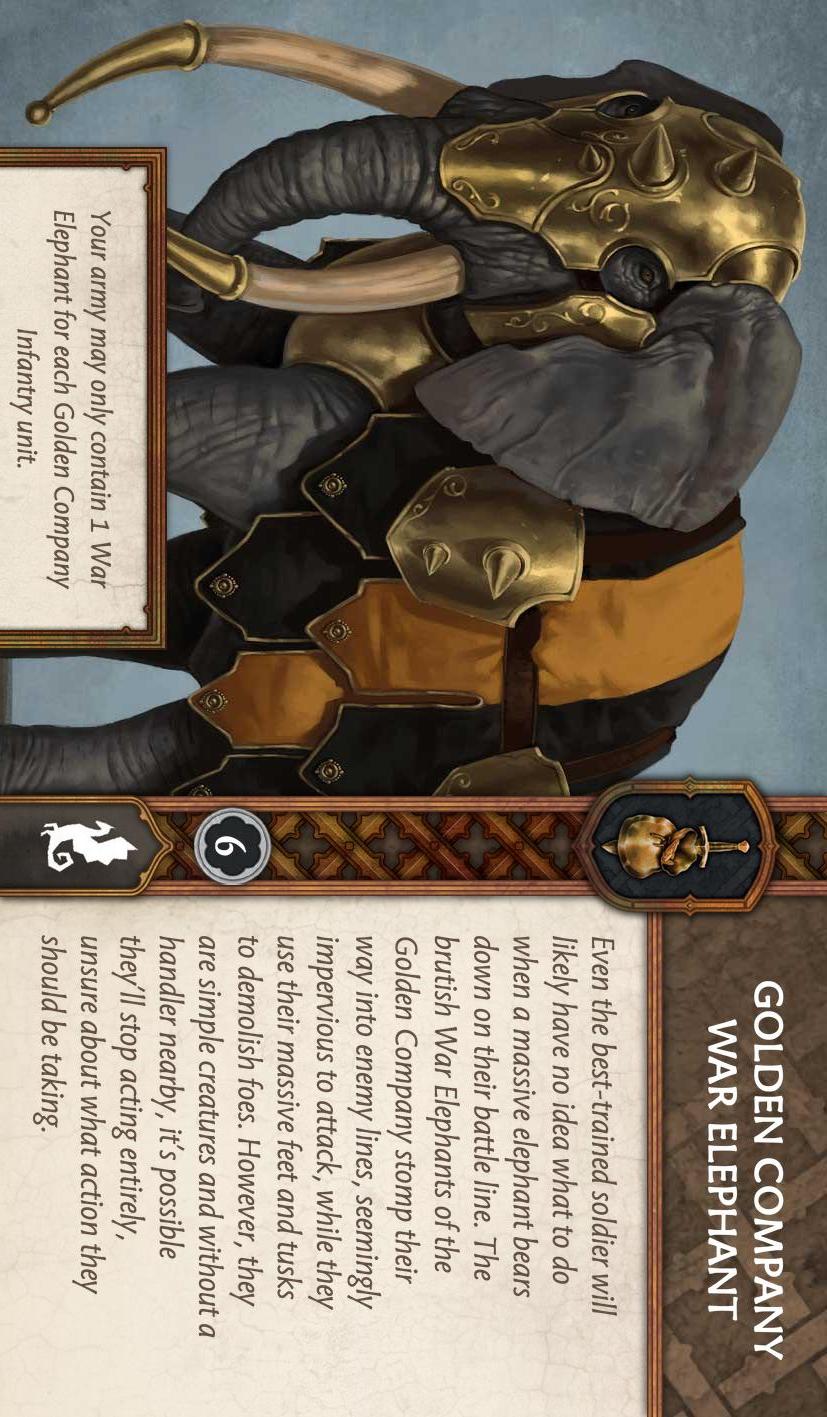 Your army may only contain 1 War
Elephant for each Golden Company
Infantry unit.
6
GOLDEN COMPANY
WAR ELEPHANT
Even the best-trained soldier will
likely have no idea what to do
when a massive elephant bears
down on their battle line. The
brutish War Elephants of the
Golden Company stomp their
way into enemy lines, seemingly
impervious to attack, while they
use their massive feet and tusks
to demolish foes. However, they
are simple creatures and without a
handler nearby, it's possible
they'll stop acting entirely,
unsure about what action they
should be taking.